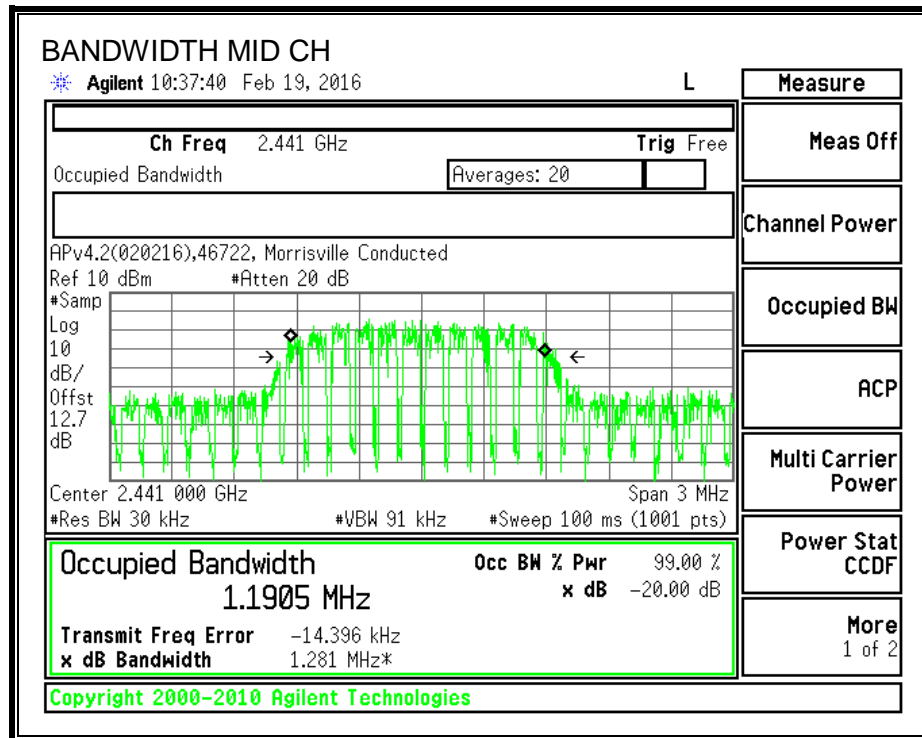 BANDWIDTH MID CH
Agilent 10:37:40 Feb 19, 2016 L
Measure
Ch Freq 2.441 GHz Trig Free
Meas Off
Occupied Bandwidth Averages: 20
Channel Power
APv4.2(020216),46722, Morrisville Conducted
Ref 10 dBm #Atten 20 dB
#Samp
Log
10
dB/
Offst
12.7
dB
Occupied BW
ACP
Multi Carrier
Power
Center 2.441 000 GHz Span 3 MHz
#Res BW 30 kHz #VBW 91 kHz #Sweep 100 ms (1001 pts)
Occupied Bandwidth Occ BW % Pwr 99.00 %
1.1905 MHz x dB -20.00 dB
Power Stat
CCDF
Transmit Freq Error -14.396 kHz
x dB Bandwidth 1.281 MHz*
More
1 of 2
Copyright 2000-2010 Agilent Technologies